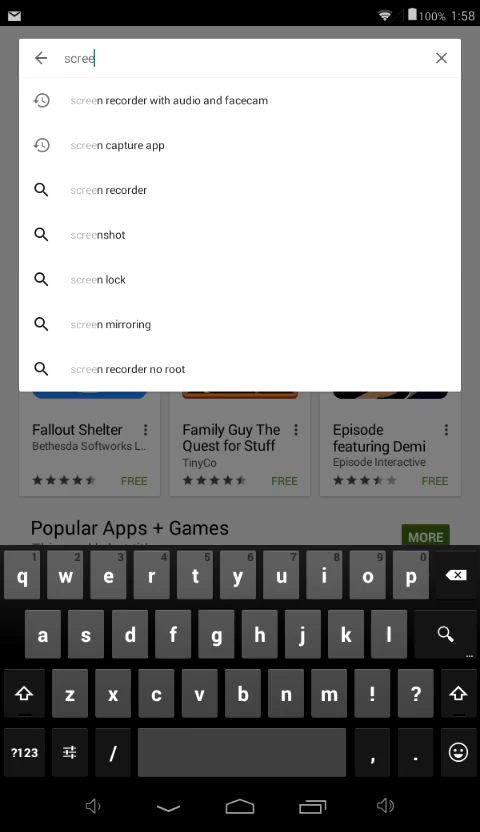 100% 1:58
scree
screen recorder with audio and facecam
screen capture app
screen recorder
screenshot
screen lock
screen mirroring
screen recorder no root
Fallout Shelter
Bethesda Softworks L..
FREE
Family Guy The
Quest for Stuff
TinyCo
FREE
Episode
featuring Demi
Episode Interactive
FREE
Popular Apps + Games
MORE
1 2 3 4 5 6 7 8 9 0
q w e r t y u i o p
a s d f g h j k l
z x c v b n m ! ?
?123 / , .